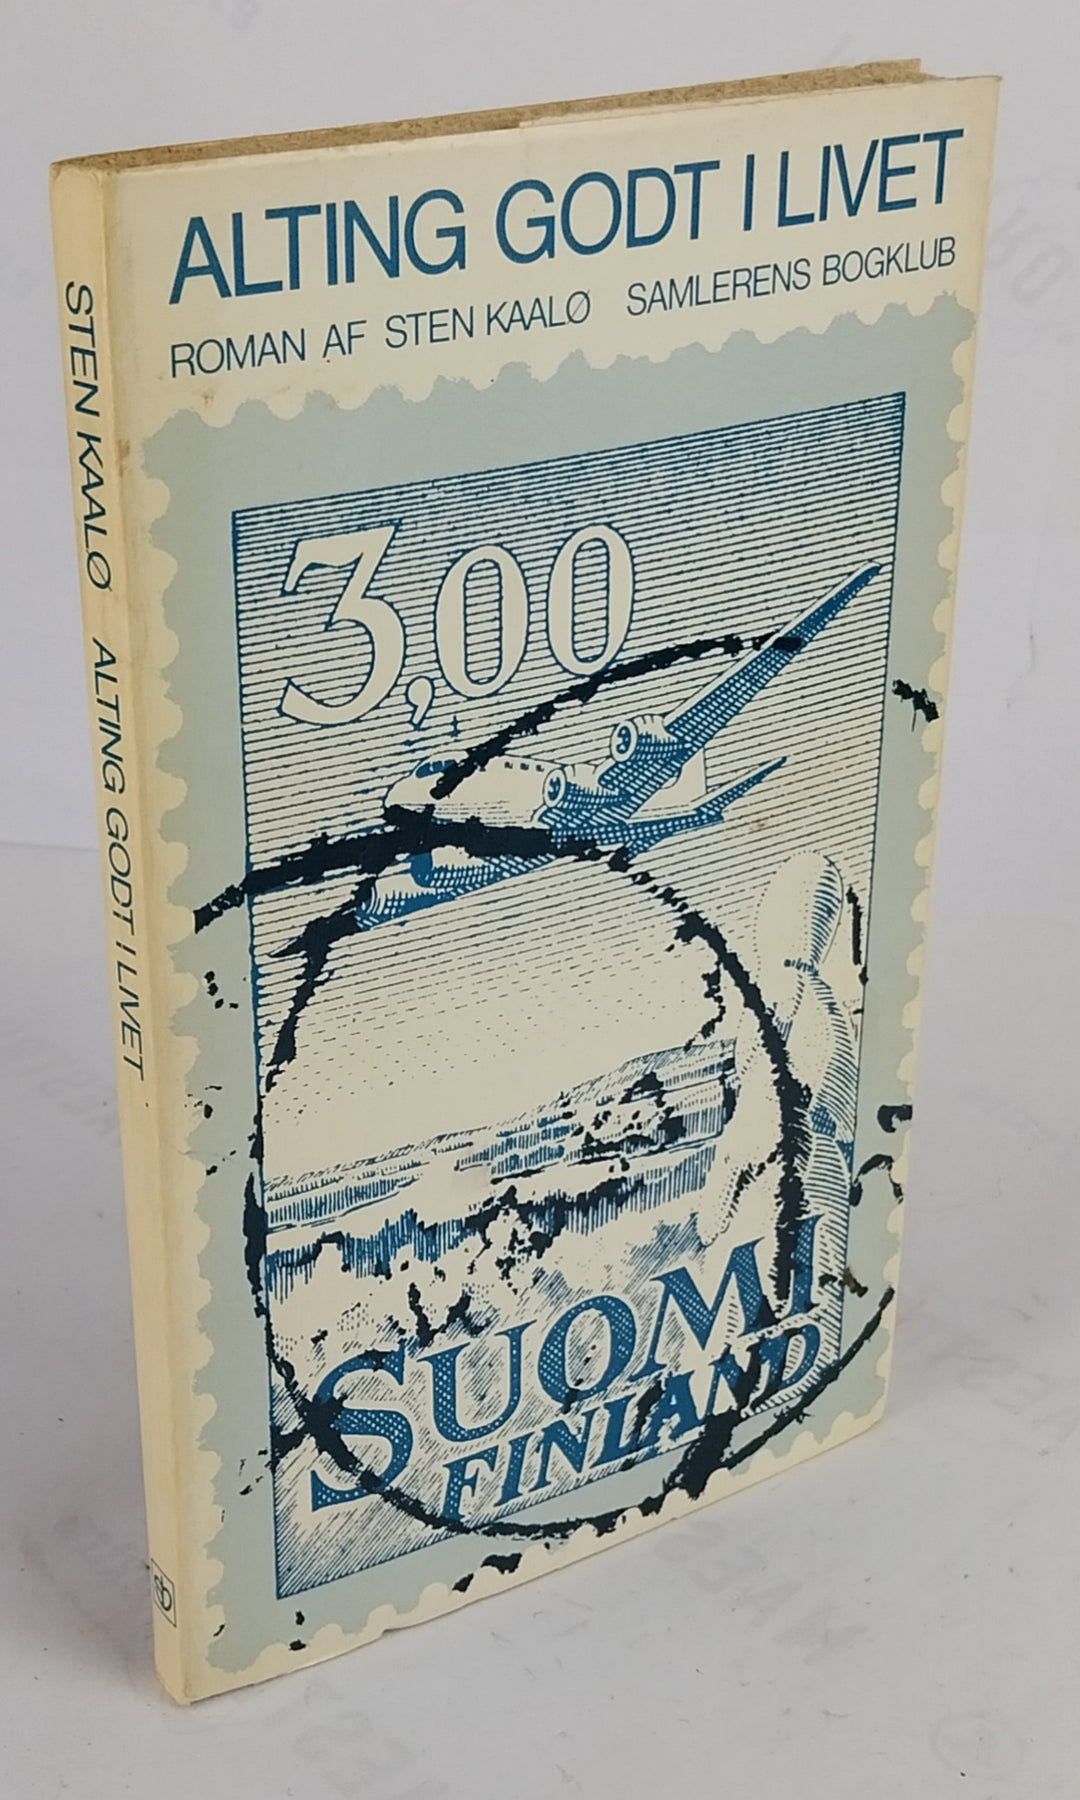 ALTING GODT I LIVET
ROMAN AF STEN KAALØ SAMLERENS BOGKLUB
3,00
SUOMI
FINLAND
STEN KAALØ ALTING GODT I LIVET